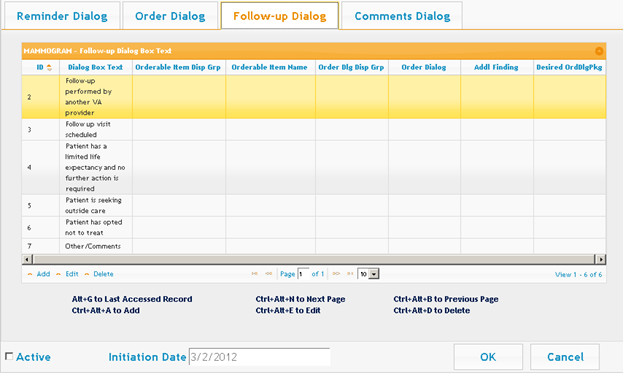 Reminder Dialog Order Dialog Follow-up Dialog Comments Dialog
MAMMOGRAM - Follow-up Dialog Box Text
ID Dialog Box Text Orderable Item Disp Grp Orderable Item Name Order Dlg Disp Grp Order Dialog Addl Finding Desired OrdDlgPkg
2 Follow-up
performed by
another VA
provider
3 Follow up visit
scheduled
4 Patient has a
limited life
expectancy and no
further action is
required
5 Patient is seeking
outside care
6 Patient has opted
not to treat
7 Other/Comments
Add Edit Delete Page 1 of 1 10 View 1 - 6 of 6
Alt+G to Last Accessed Record Ctrl+Alt+N to Next Page Ctrl+Alt+B to Previous Page
Ctrl+Alt+A to Add Ctrl+Alt+E to Edit Ctrl+Alt+D to Delete
Active Initiation Date 3/2/2012 OK Cancel